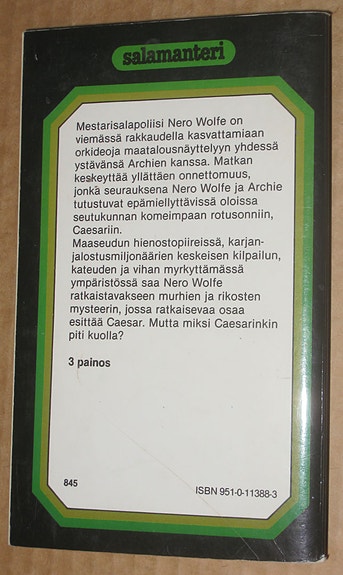 salamanteri
Mestarisalapoliisi Nero Wolfe on
viemässä rakkaudella kasvattamiaan
orkideoja maatalousnäyttelyyn yhdessä
ystävänsä Archien kanssa. Matkan
keskeyttää yllättäen onnettomuus,
jonka seurauksena Nero Wolfe ja Archie
tutustuvat epämiellyttävissä oloissa
seutukunnan komeimpaan rotusonniin,
Caesariin.
Maaseudun hienostopiireissä, karjan-
jalostusmiljonäärien keskeisen kilpailun,
kateuden ja vihan myrkyttämässä
ympäristössä saa Nero Wolfe
ratkaistavakseen murhien ja rikosten
mysteerin, jossa ratkaisevaa osaa
esittää Caesar. Mutta miksi Caesarinkin
piti kuolla?
3 painos
845
ISBN 951-0-11388-3